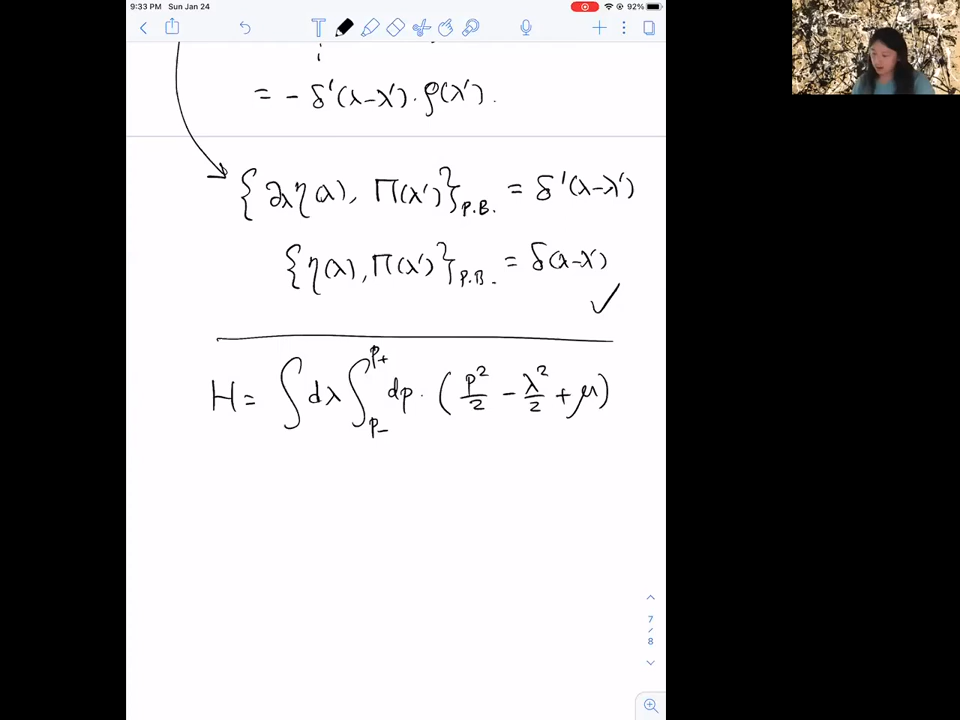 9:33 PM Sun Jan 24
92%
T
= - δ'(λ-λ') · ρ(λ').
{∂λη(λ), Π(λ')}P.B. = δ'(λ-λ')
{η(λ), Π(λ')}P.B. = δ(λ-λ')
✓
H = ∫dλ ∫_{p-}^{p+} dp · (p²/2 - λ²/2 + μ)
7
/
8